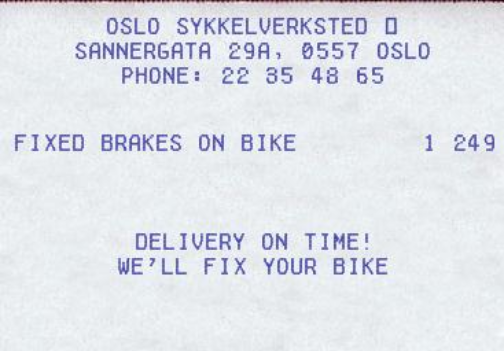 OSLO SYKKELVERKSTED ▯
SANNERGATA 29A, 0557 OSLO
PHONE: 22 35 48 65
FIXED BRAKES ON BIKE 1 249
DELIVERY ON TIME!
WE'LL FIX YOUR BIKE